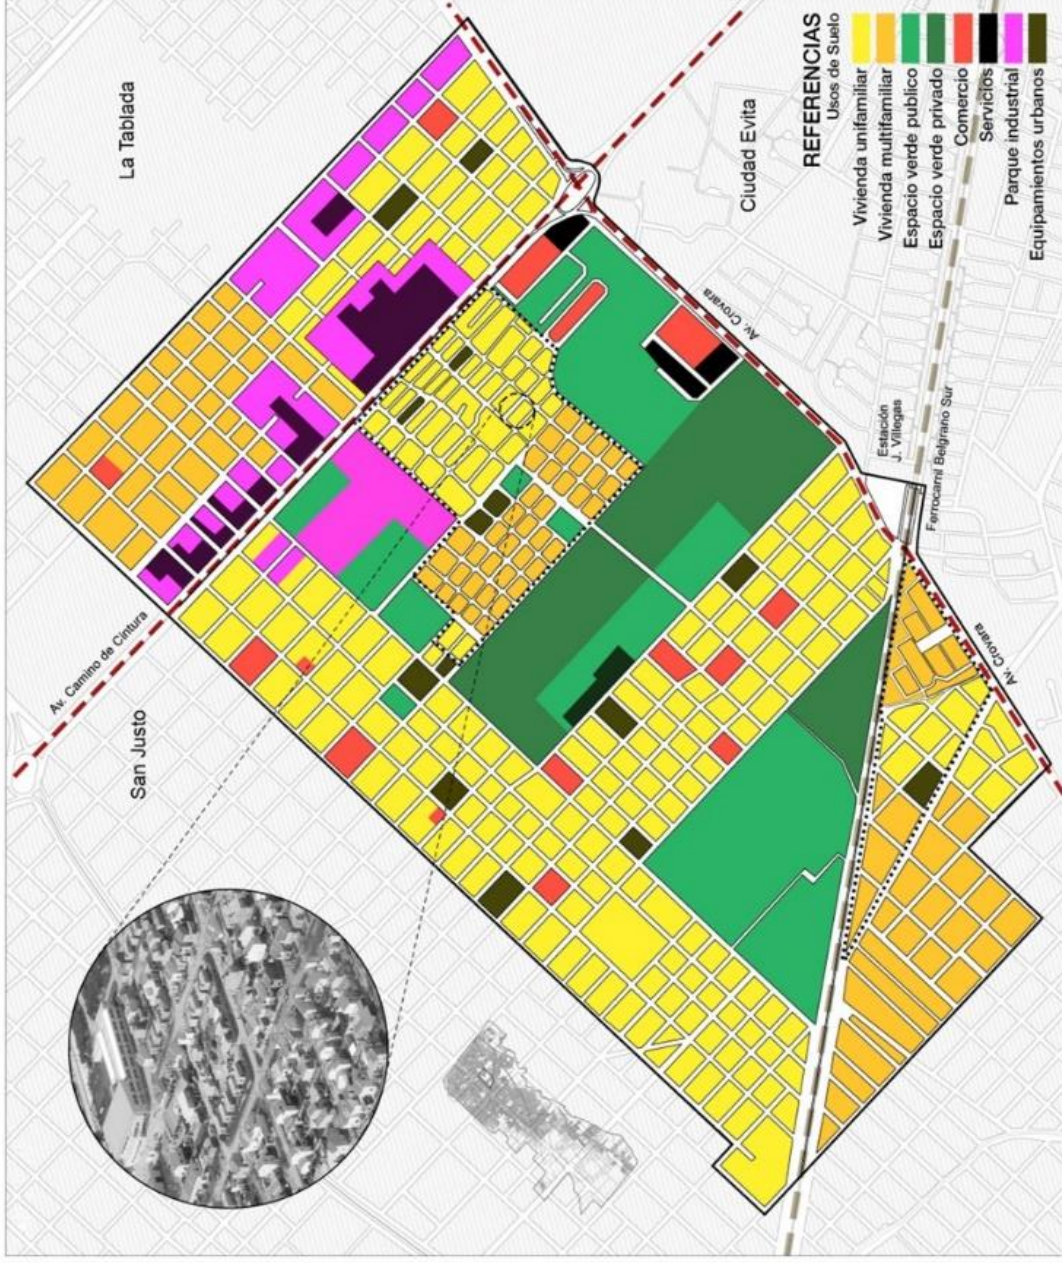 La Tablada
Ciudad Evita
San Justo
Av. Camino de Cintura
Av. Crovara
Estación
J. Villegas
Ferrocarril Belgrano Sur
Av. Crovara
REFERENCIAS
Usos de Suelo
Vivienda unifamiliar
Vivienda multifamiliar
Espacio verde publico
Espacio verde privado
Comercio
Servicios
Parque industrial
Equipamientos urbanos